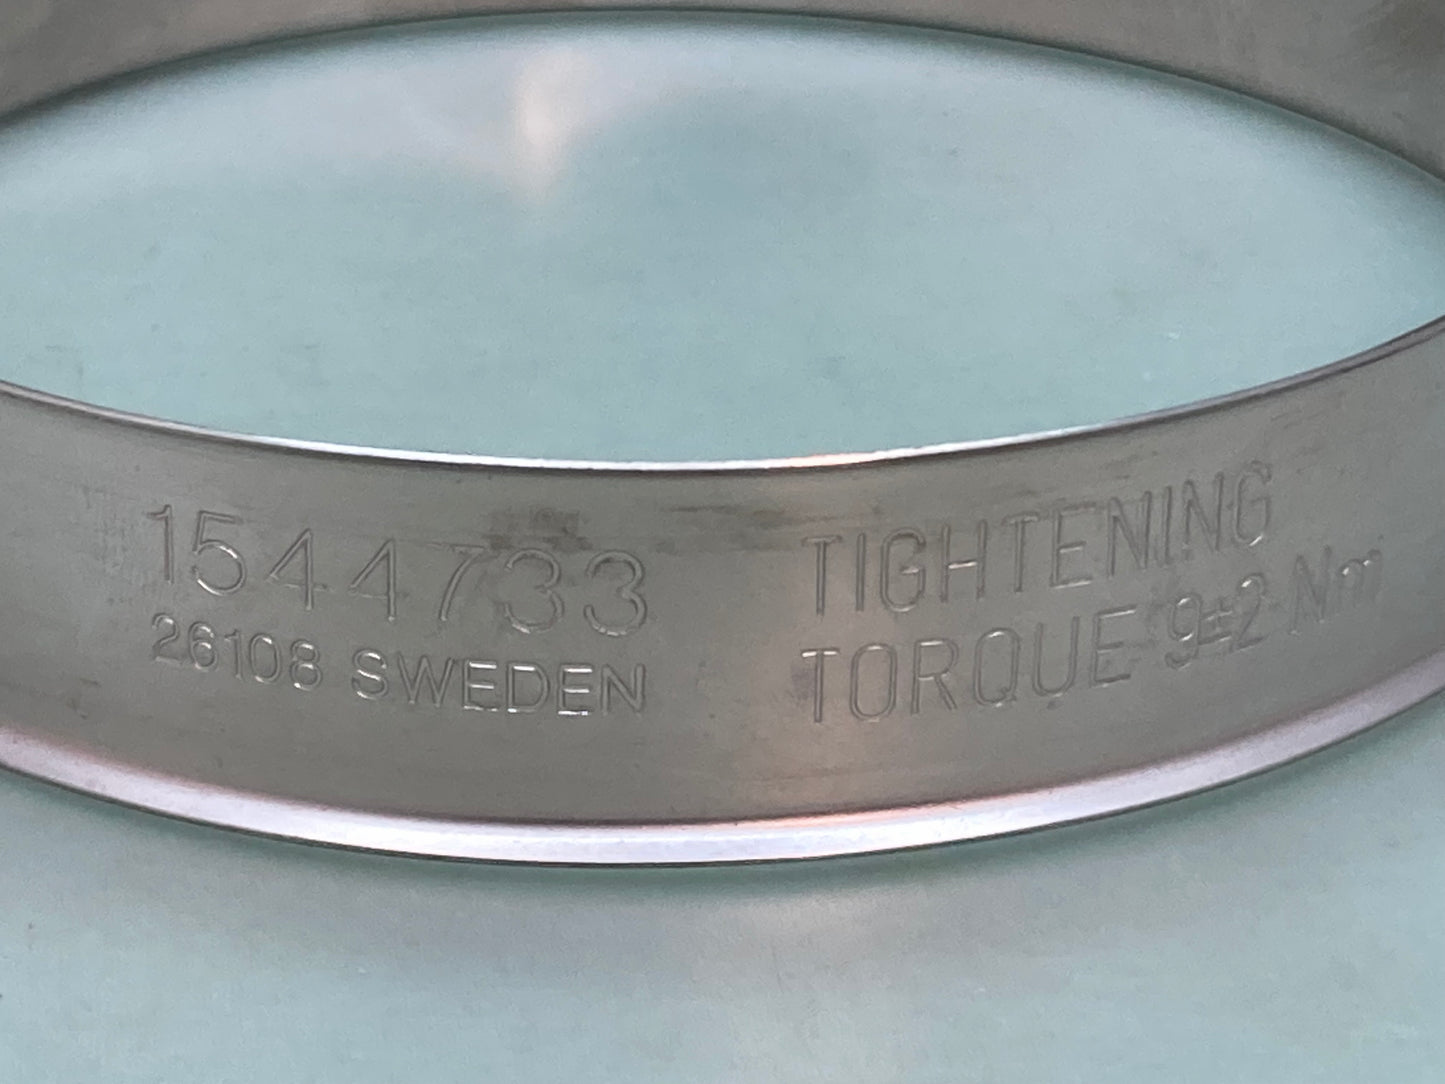 1544733
26108 SWEDEN
TIGHTENING
TORQUE 9±2 Nm